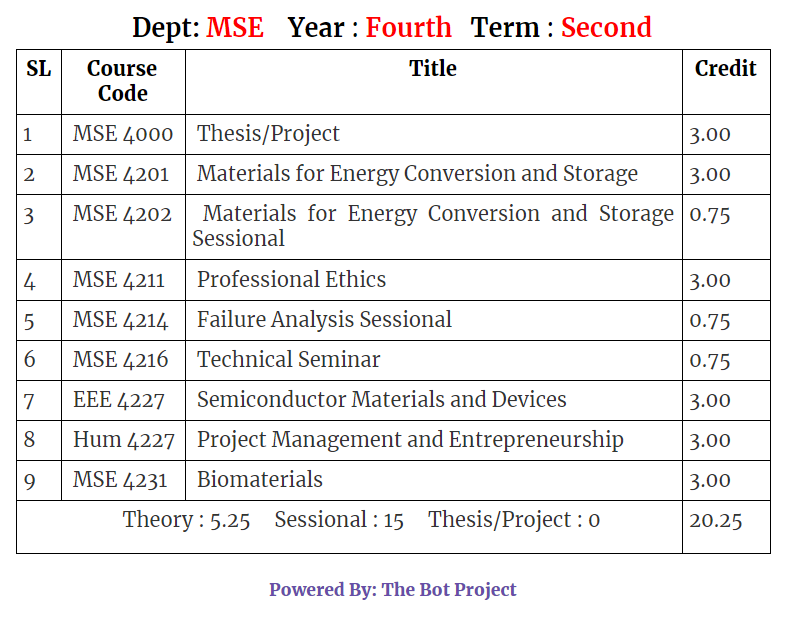 Dept: MSE Year : Fourth Term : Second
SL Course Code Title Credit
1 MSE 4000 Thesis/Project 3.00
2 MSE 4201 Materials for Energy Conversion and Storage 3.00
3 MSE 4202 Materials for Energy Conversion and Storage 0.75
Sessional
4 MSE 4211 Professional Ethics 3.00
5 MSE 4214 Failure Analysis Sessional 0.75
6 MSE 4216 Technical Seminar 0.75
7 EEE 4227 Semiconductor Materials and Devices 3.00
8 Hum 4227 Project Management and Entrepreneurship 3.00
9 MSE 4231 Biomaterials 3.00
Theory : 5.25 Sessional : 15 Thesis/Project : 0 20.25
Powered By: The Bot Project